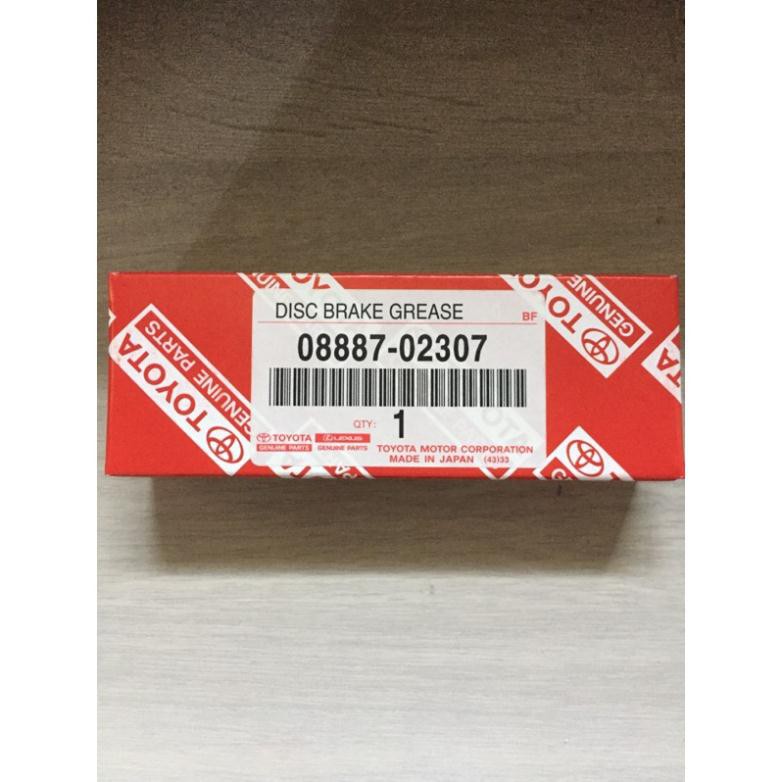 DISC BRAKE GREASE
BF
08887-02307
QTY: 1
TOYOTA LEXUS
GENUINE PARTS GENUINE PARTS
TOYOTA MOTOR CORPORATION
MADE IN JAPAN (43)33
TOYOTA
GENUINE PARTS
TOYOTA
GENUINE
TOYOTA